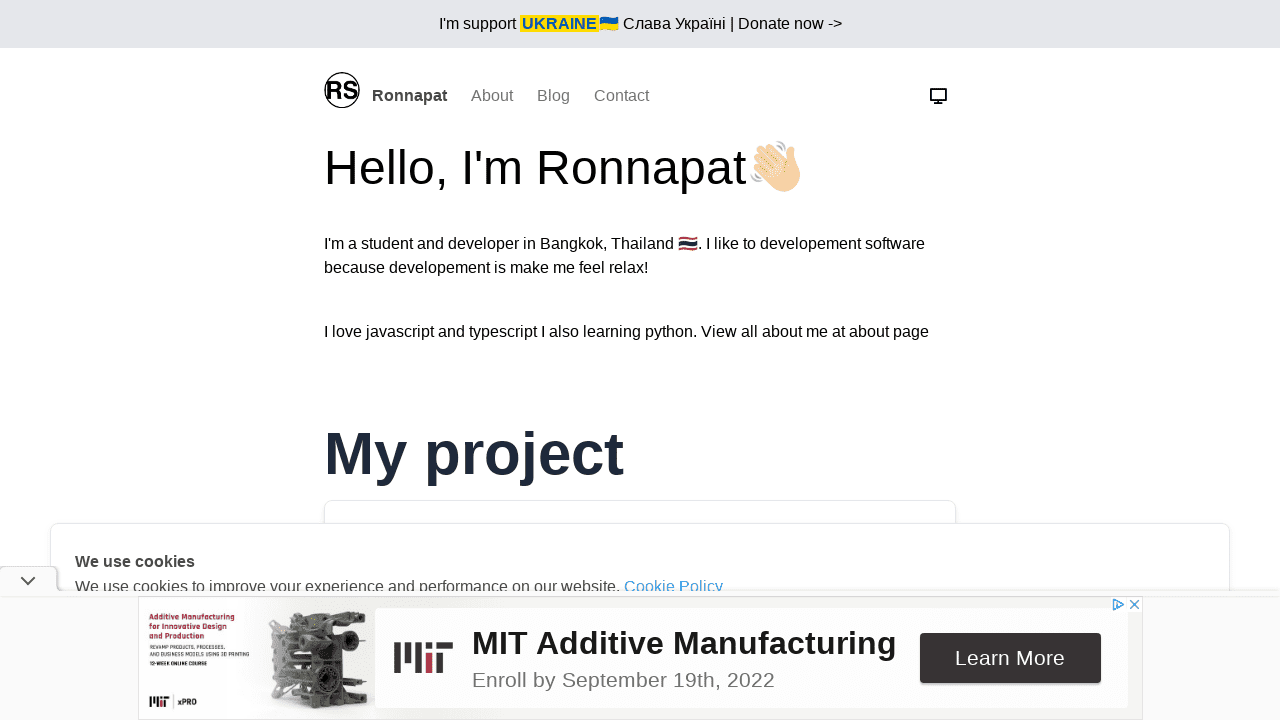 I'm support UKRAINE🇺🇦 Слава Україні | Donate now ->
RS Ronnapat About Blog Contact
Hello, I'm Ronnapat👋🏼
I'm a student and developer in Bangkok, Thailand 🇹🇭. I like to developement software
because developement is make me feel relax!
I love javascript and typescript I also learning python. View all about me at about page
My project
We use cookies
We use cookies to improve your experience and performance on our website. Cookie Policy
Additive Manufacturing
for Innovative Design
and Production
REVAMP PRODUCTS, PROCESSES,
AND BUSINESS MODELS USING 3D PRINTING
12-WEEK ONLINE COURSE
MIT xPRO
MIT
MIT Additive Manufacturing
Enroll by September 19th, 2022
Learn More